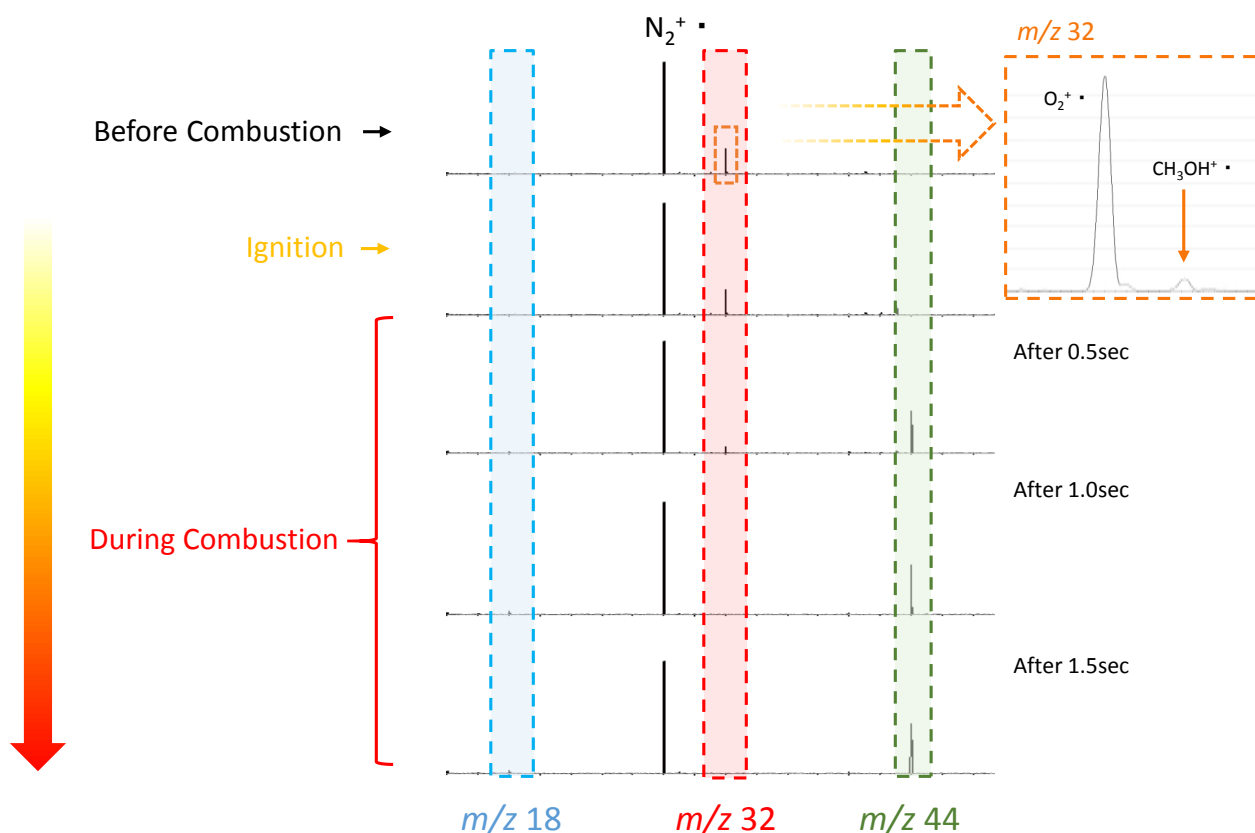 N₂⁺ ·
m/z 32
O₂⁺ ·
CH₃OH⁺ ·
Before Combustion
Ignition
After 0.5sec
After 1.0sec
During Combustion
After 1.5sec
m/z 18
m/z 32
m/z 44